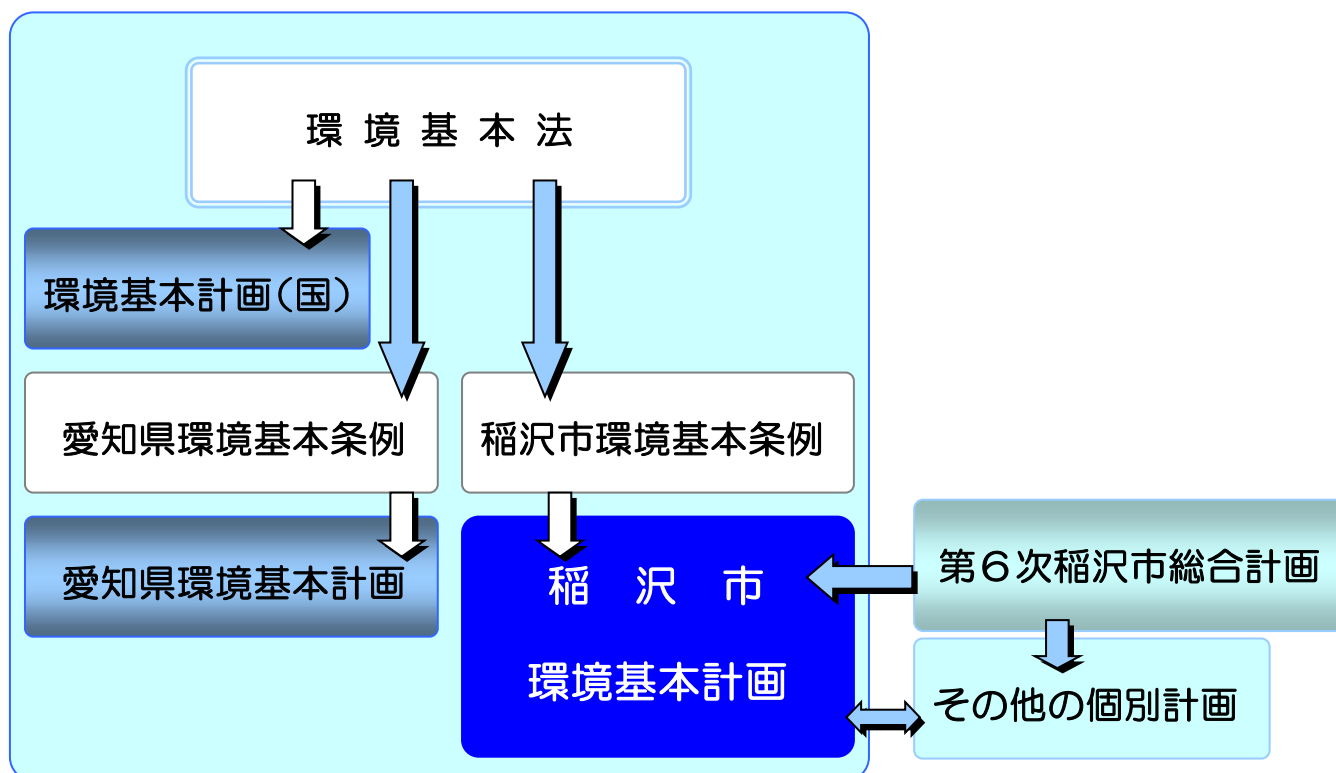 環境基本法
環境基本計画(国)
愛知県環境基本条例
稲沢市環境基本条例
愛知県環境基本計画
稲沢市
環境基本計画
第６次稲沢市総合計画
その他の個別計画